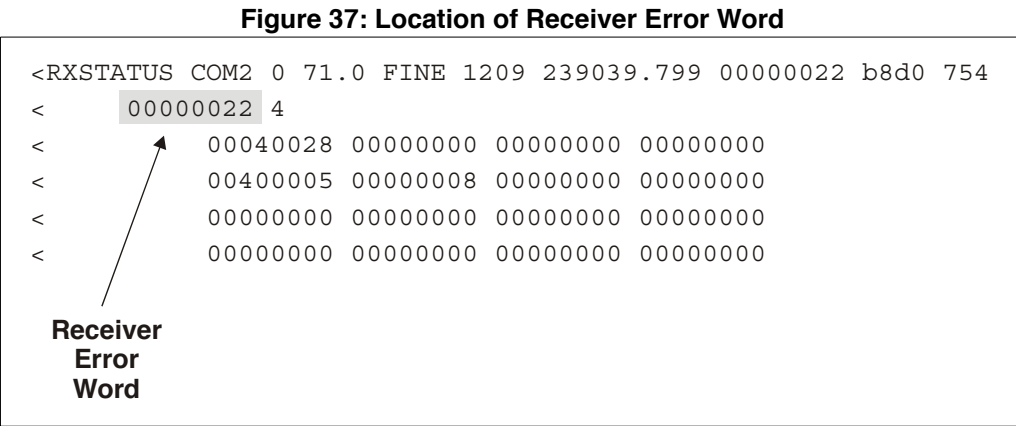 Figure 37: Location of Receiver Error Word
<RXSTATUS COM2 0 71.0 FINE 1209 239039.799 00000022 b8d0 754
< 00000022 4
< 00040028 00000000 00000000 00000000
< 00400005 00000008 00000000 00000000
< 00000000 00000000 00000000 00000000
< 00000000 00000000 00000000 00000000
Receiver
Error
Word